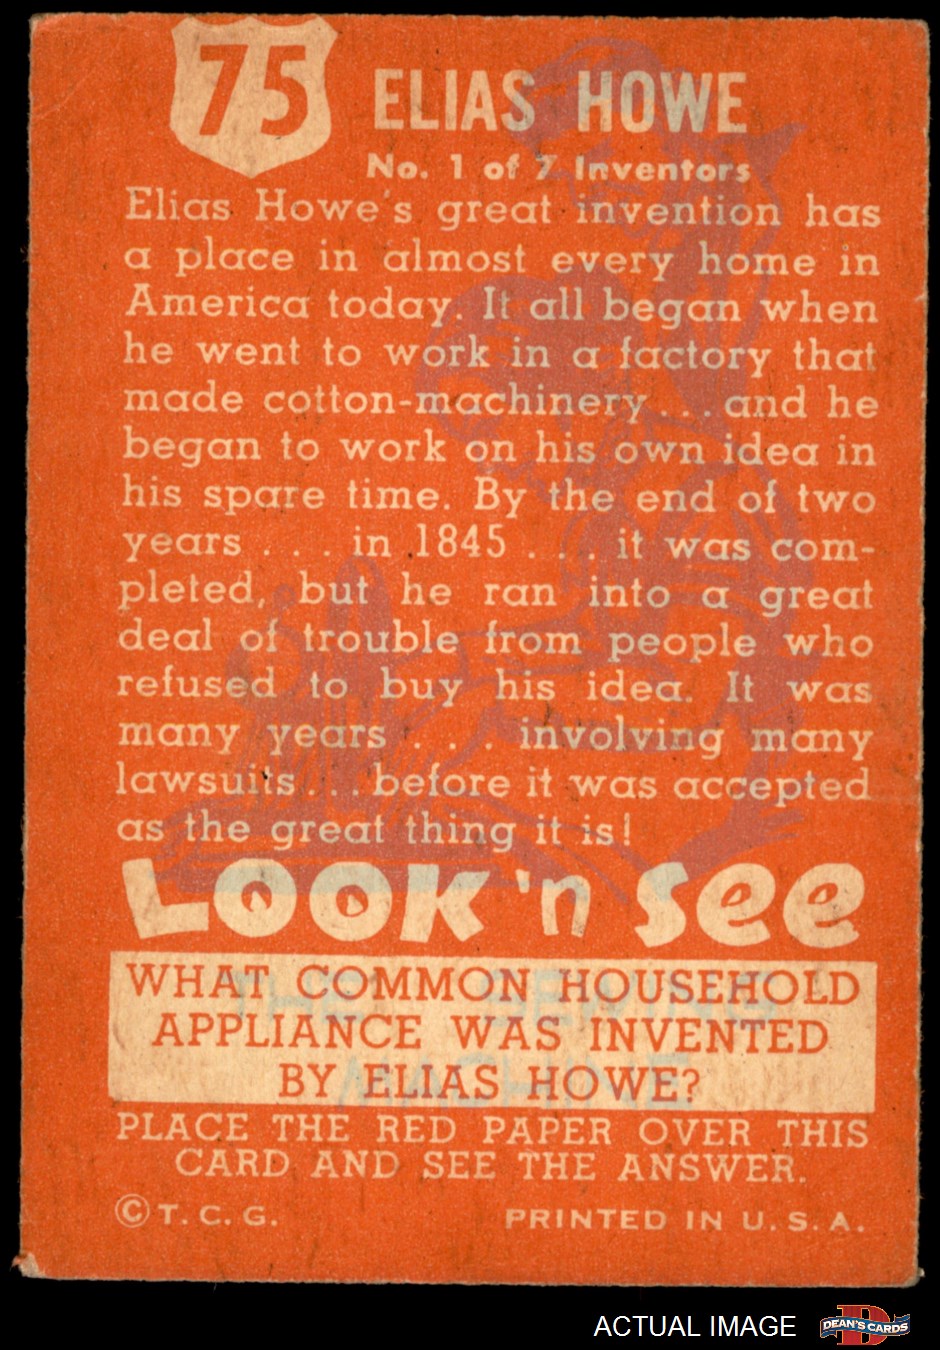 75
ELIAS HOWE
No. 1 of 7 Inventors
Elias Howe's great invention has
a place in almost every home in
America today. It all began when
he went to work in a factory that
made cotton-machinery...and he
began to work on his own idea in
his spare time. By the end of two
years . . . in 1845 . . . it was com-
pleted, but he ran into a great
deal of trouble from people who
refused to buy his idea. It was
many years . . . involving many
lawsuits...before it was accepted
as the great thing it is!
LOOK 'n See
WHAT COMMON HOUSEHOLD
APPLIANCE WAS INVENTED
BY ELIAS HOWE?
THE SEWING
MACHINE
PLACE THE RED PAPER OVER THIS
CARD AND SEE THE ANSWER.
© T. C. G.
PRINTED IN U. S. A.
ACTUAL IMAGE
DEAN'S CARDS